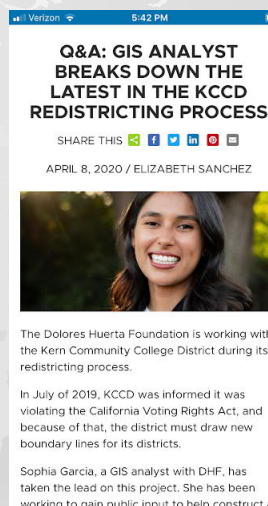 Verizon 5:42 PM
Q&A: GIS ANALYST
BREAKS DOWN THE
LATEST IN THE KCCD
REDISTRICTING PROCESS
SHARE THIS
APRIL 8, 2020 / ELIZABETH SANCHEZ
The Dolores Huerta Foundation is working with
the Kern Community College District during its
redistricting process.
In July of 2019, KCCD was informed it was
violating the California Voting Rights Act, and
because of that, the district must draw new
boundary lines for its districts.
Sophia Garcia, a GIS analyst with DHF, has
taken the lead on this project. She has been
working to gain public input to help construct